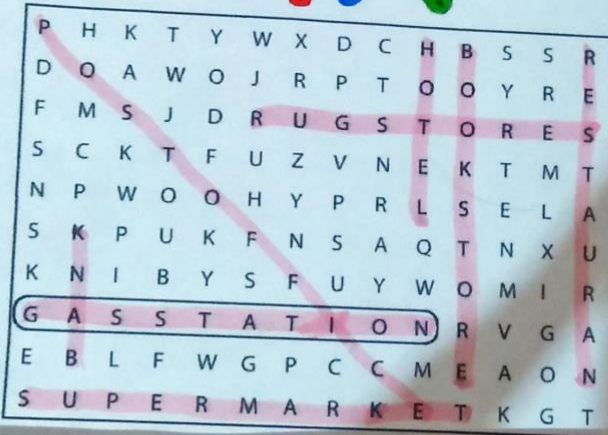 P H K T Y W X D C H B S S R
D O A W O J R P T O O Y R E
F M S J D R U G S T O R E S
S C K T F U Z V N E K T M T
N P W O O H Y P R L S E L A
S K P U K F N S A Q T N X U
K N I B Y S F U Y W O M I R
G A S S T A T I O N R V G A
E B L F W G P C C M E A O N
S U P E R M A R K E T K G T